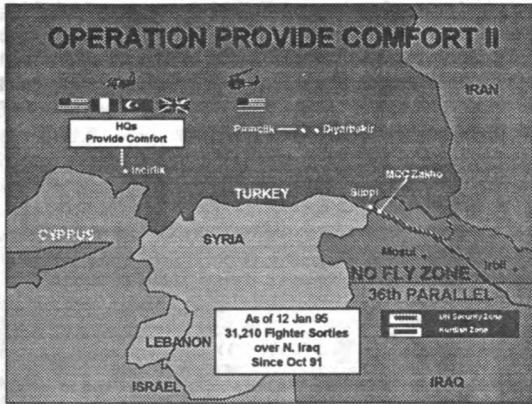 OPERATION PROVIDE COMFORT II
IRAN
HQs
Provide Comfort
Pirinclik
Diyarbakir
Incirlik
Silopi
MCC Zakho
TURKEY
CYPRUS
SYRIA
Mosul
Irbil
NO FLY ZONE
36th PARALLEL
As of 12 Jan 95
31,210 Fighter Sorties
over N. Iraq
Since Oct 91
UN Security Zone
Kurdish Zone
LEBANON
ISRAEL
IRAQ